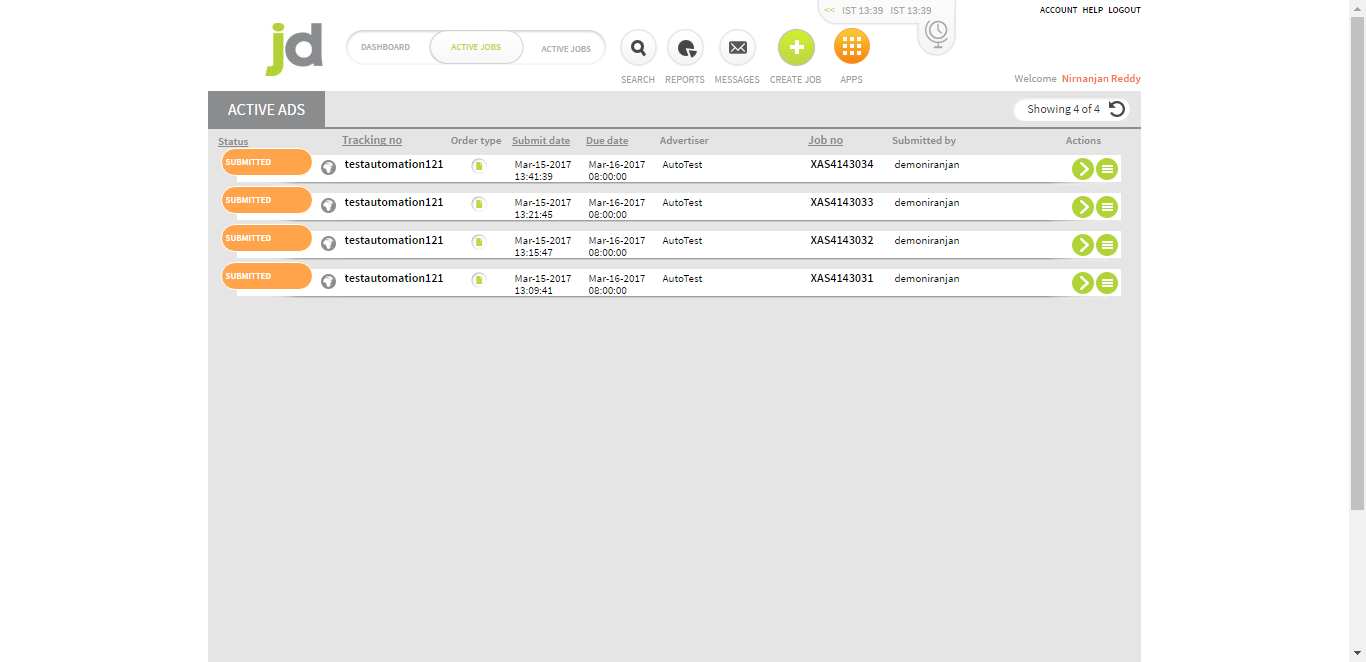 << IST 13:39 IST 13:39
ACCOUNT HELP LOGOUT
jd
DASHBOARD ACTIVE JOBS ACTIVE JOBS
SEARCH REPORTS MESSAGES CREATE JOB APPS
Welcome Nirnanjan Reddy
ACTIVE ADS
Showing 4 of 4
Status Tracking no Order type Submit date Due date Advertiser Job no Submitted by Actions
SUBMITTED testautomation121 Mar-15-2017 Mar-16-2017 AutoTest XAS4143034 demoniranjan
13:41:39 08:00:00
SUBMITTED testautomation121 Mar-15-2017 Mar-16-2017 AutoTest XAS4143033 demoniranjan
13:21:45 08:00:00
SUBMITTED testautomation121 Mar-15-2017 Mar-16-2017 AutoTest XAS4143032 demoniranjan
13:15:47 08:00:00
SUBMITTED testautomation121 Mar-15-2017 Mar-16-2017 AutoTest XAS4143031 demoniranjan
13:09:41 08:00:00